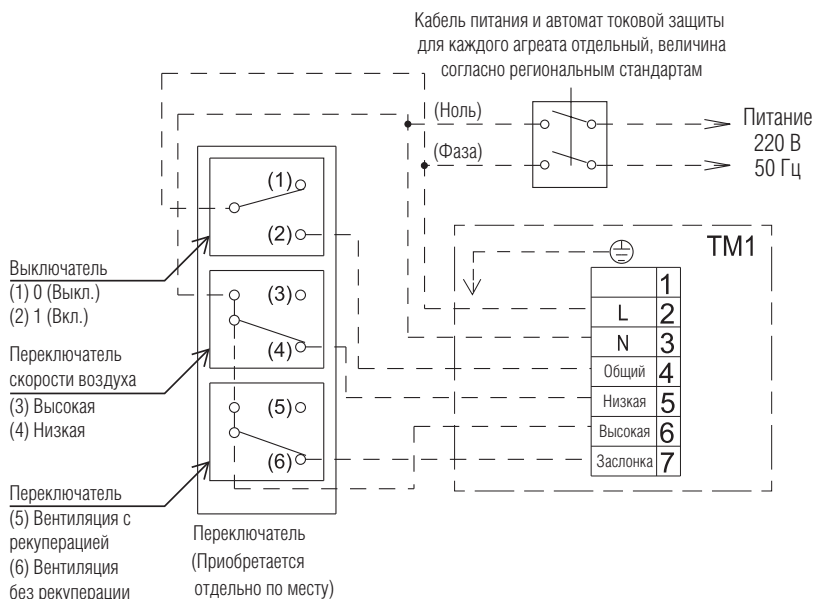 Кабель питания и автомат токовой защиты
для каждого агреата отдельный, величина
согласно региональным стандартам
(Ноль)
(Фаза)
Питание
220 В
50 Гц
(1)
(2)
Выключатель
(1) 0 (Выкл.)
(2) 1 (Вкл.)
(3)
(4)
Переключатель
скорости воздуха
(3) Высокая
(4) Низкая
(5)
(6)
Переключатель
(5) Вентиляция с
рекуперацией
(6) Вентиляция
без рекуперации
Переключатель
(Приобретается
отдельно по месту)
TM1
1
L 2
N 3
Общий 4
Низкая 5
Высокая 6
Заслонка 7